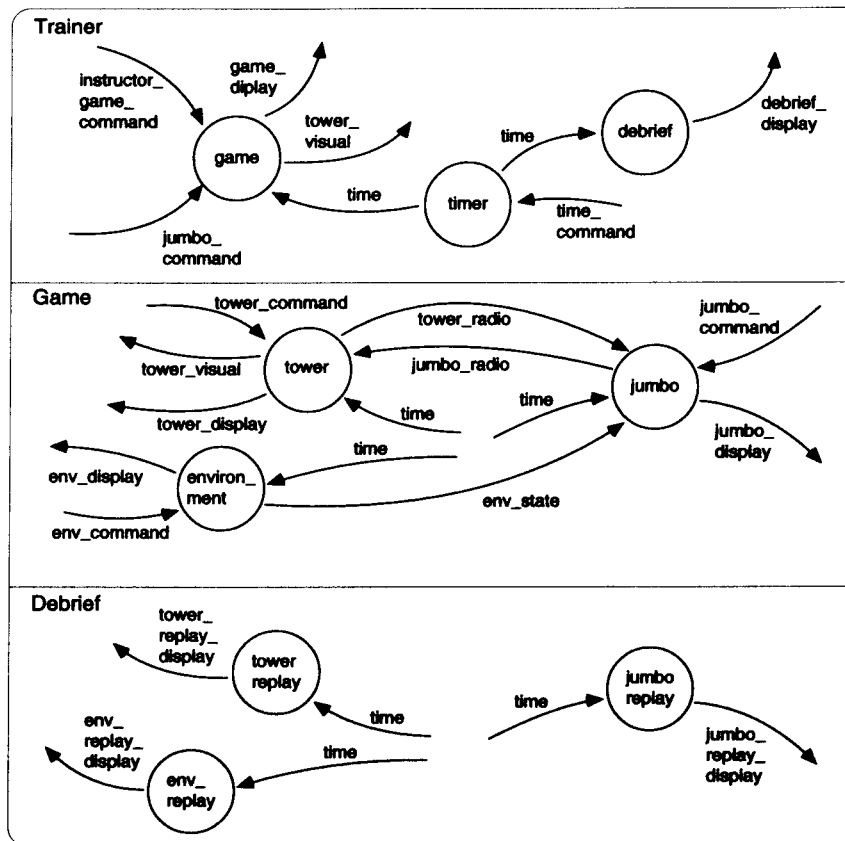 Trainer
instructor_
game_
command
game_
diplay
tower_
visual
game
jumbo_
command
time
timer
time
debrief
debrief_
display
time_
command
Game
tower_command
tower_visual
tower
tower_display
tower_radio
jumbo_radio
time
time
jumbo_
command
jumbo
jumbo_
display
env_display
environ_
ment
time
env_command
env_state
Debrief
tower_
replay_
display
tower
replay
time
env_
replay_
display
env_
replay
time
time
jumbo
replay
jumbo_
replay_
display